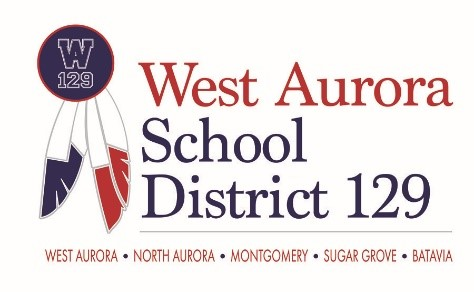 W
129
West Aurora
School
District 129
WEST AURORA • NORTH AURORA • MONTGOMERY • SUGAR GROVE • BATAVIA